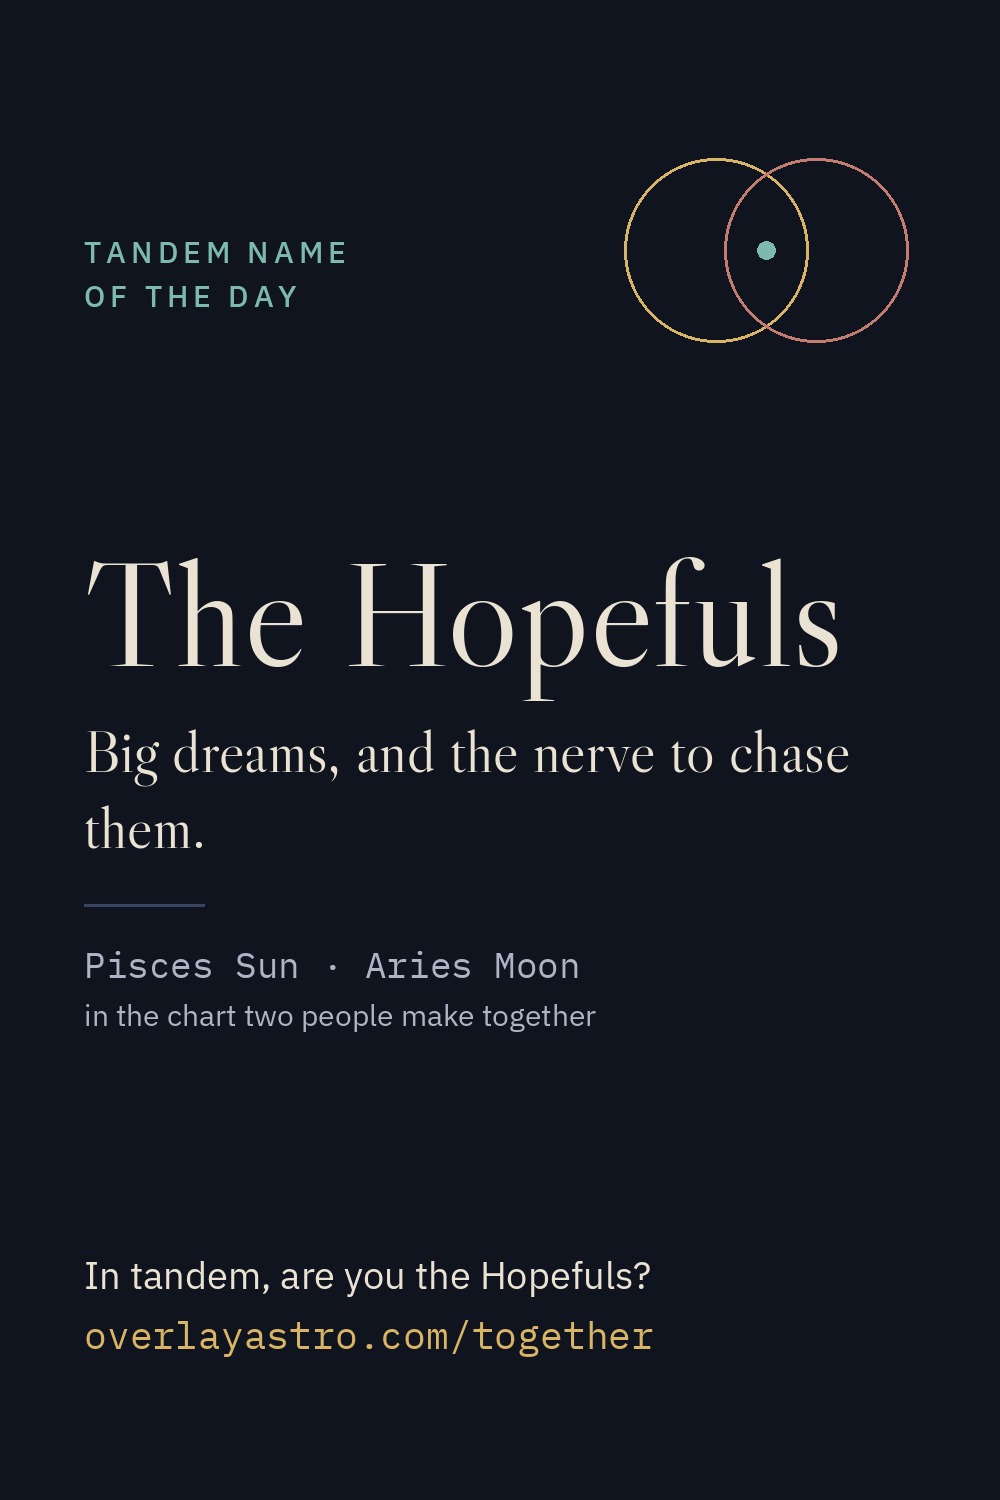 TANDEM NAME
OF THE DAY
The Hopefuls
Big dreams, and the nerve to chase
them.
Pisces Sun · Aries Moon
in the chart two people make together
In tandem, are you the Hopefuls?
overlayastro.com/together